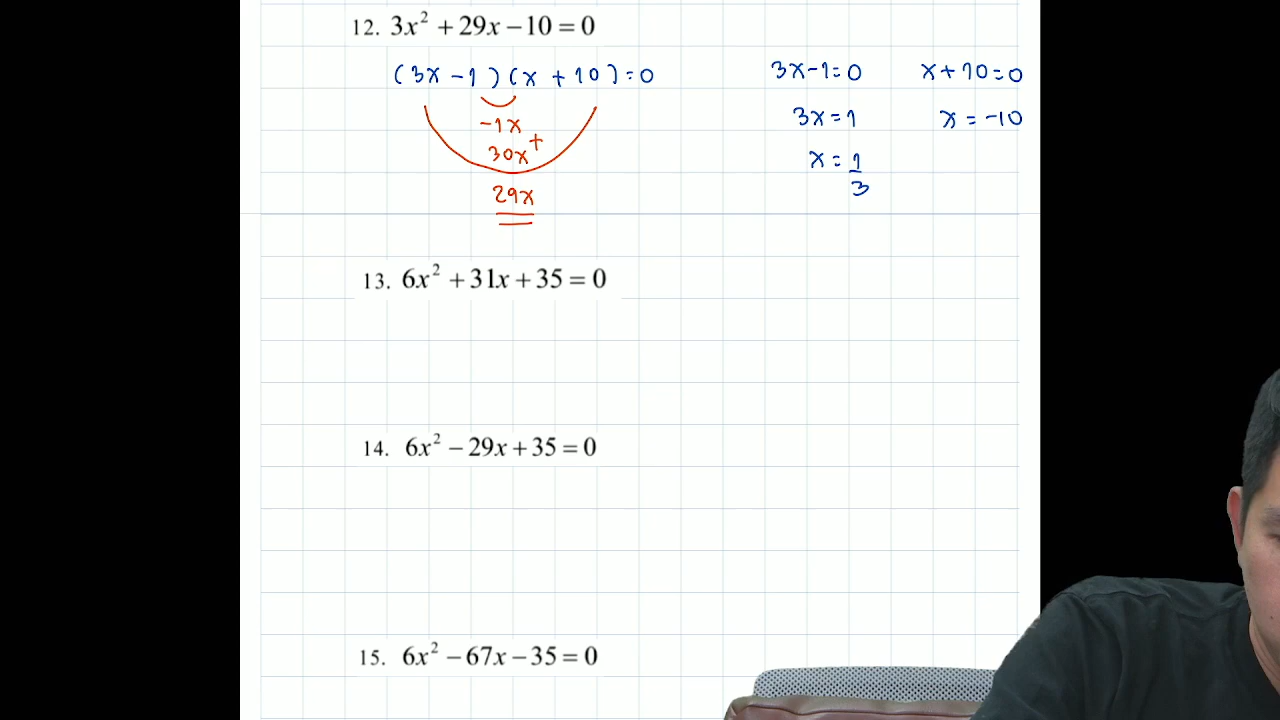 12. 3x² + 29x − 10 = 0
(3x − 1)(x + 10) = 0
3x − 1 = 0
x + 10 = 0
−1x
+
3x = 1
x = −10
30x
x = 1/3
29x
13. 6x² + 31x + 35 = 0
14. 6x² − 29x + 35 = 0
15. 6x² − 67x − 35 = 0